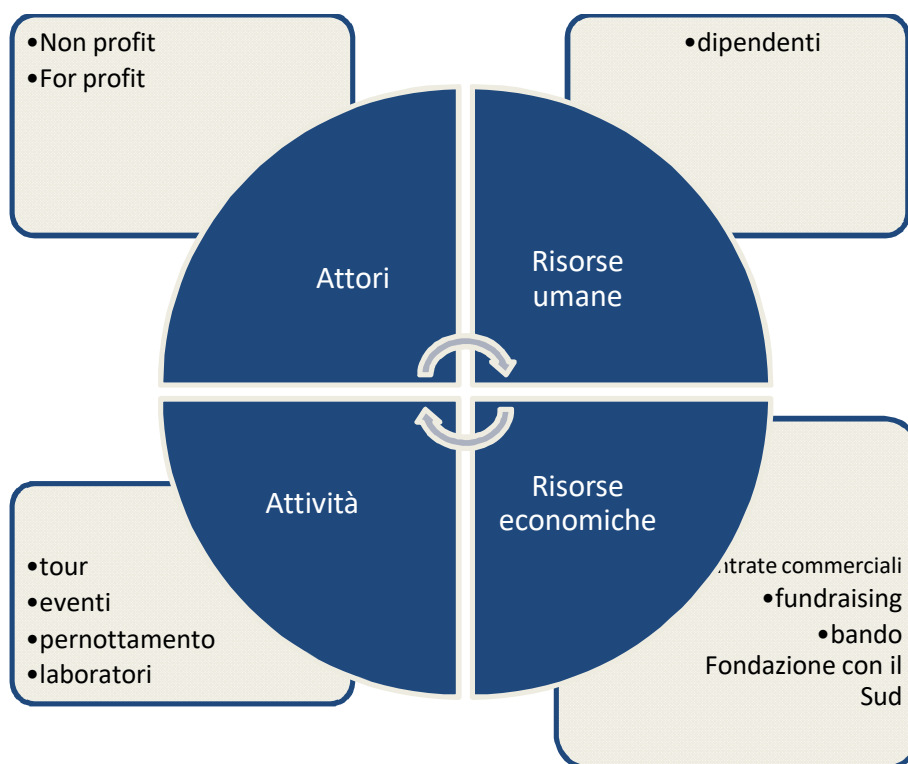 •Non profit
•For profit
•dipendenti
Attori
Risorse
umane
Attività
Risorse
economiche
•tour
•eventi
•pernottamento
•laboratori
commerciali
•fundraising
•bando
Fondazione con il
Sud